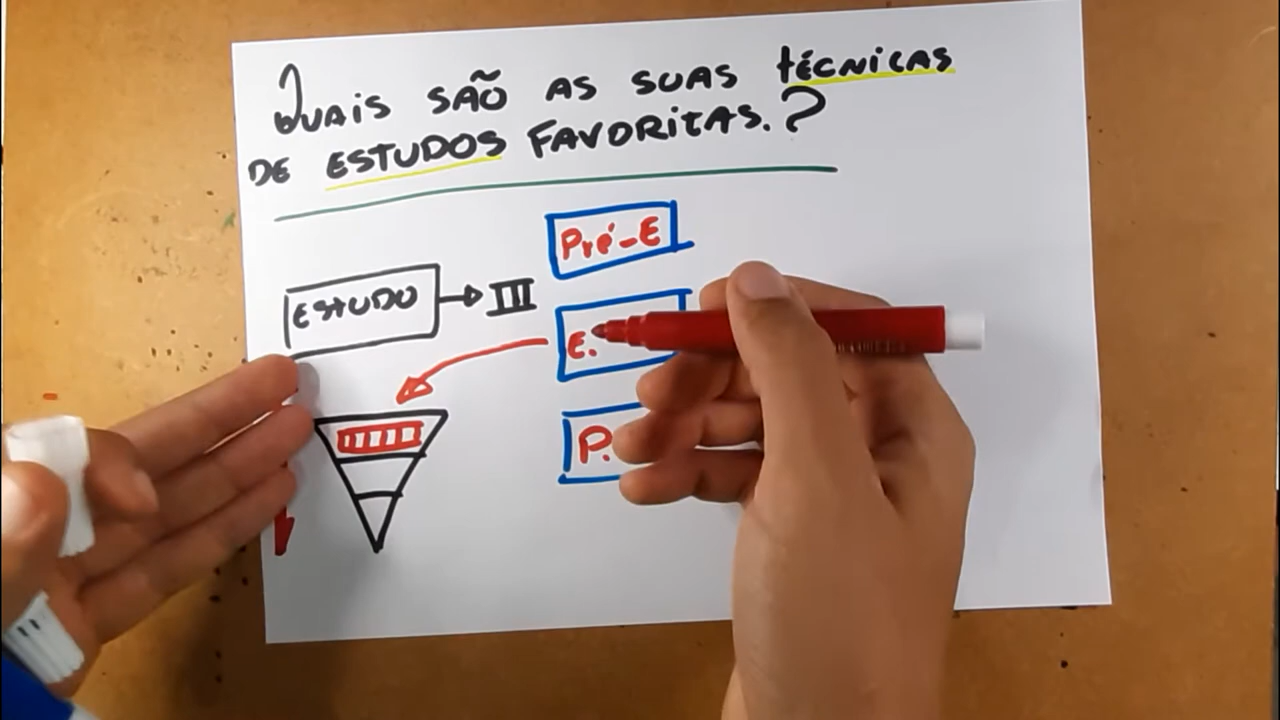 Quais são as suas técnicas
de estudos favoritas.?
Pré-E
Estudo → III
E.
P.